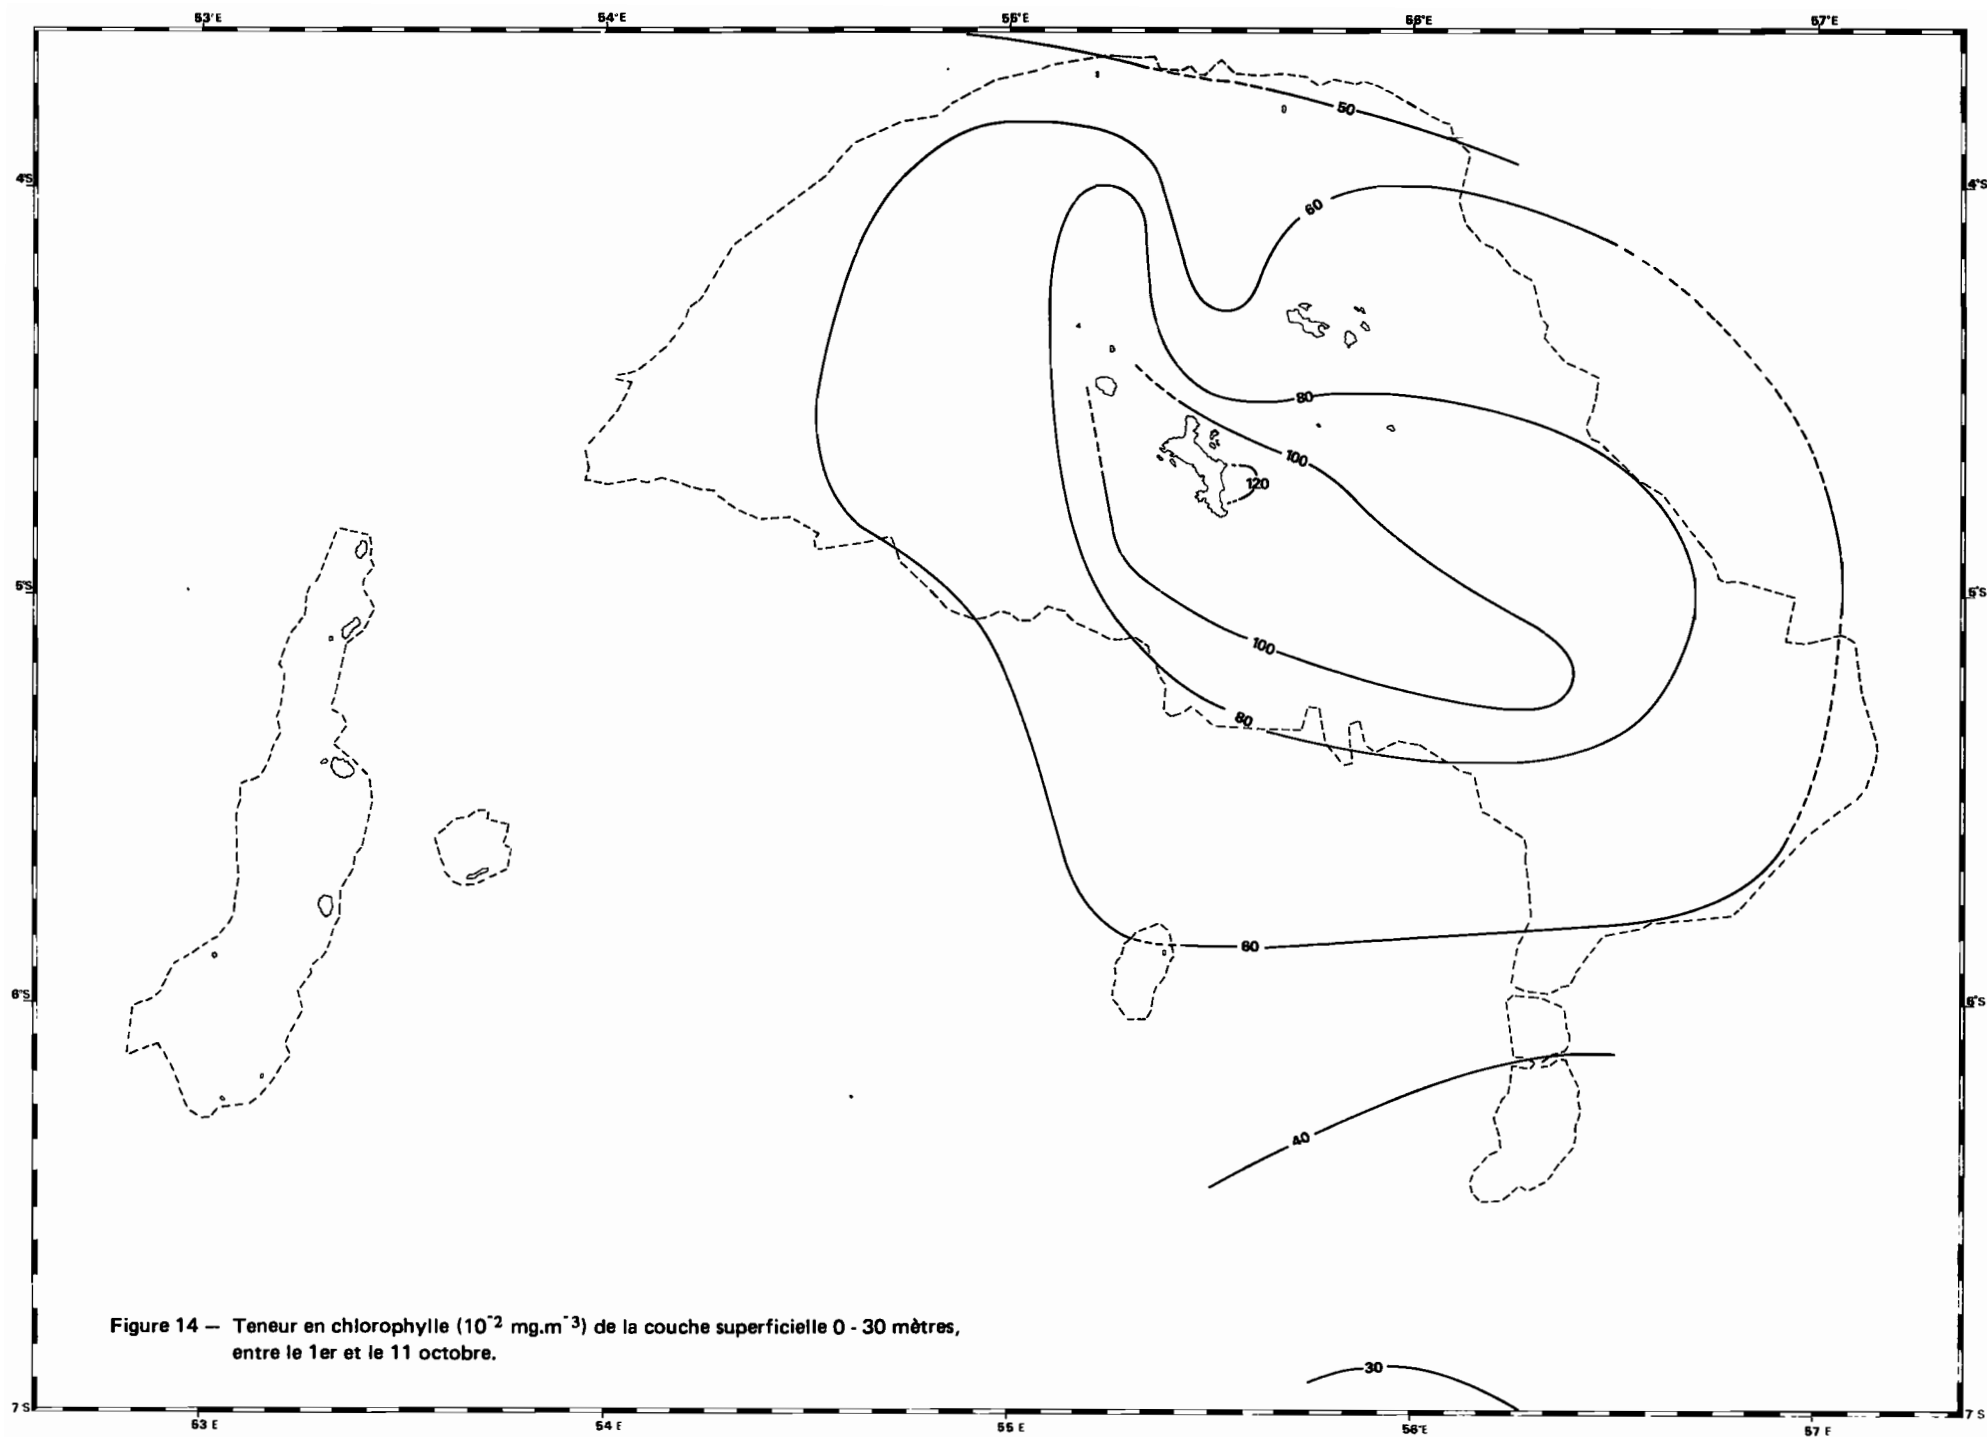 53°E 54°E 55°E 56°E 57°E
50
4°S 4°S
60
80
100
120
5°S 5°S
100
80
60
6°S 6°S
40
Figure 14 — Teneur en chlorophylle (10⁻² mg.m⁻³) de la couche superficielle 0 - 30 mètres,
entre le 1er et le 11 octobre.
30
7°S 7°S
53 E 54 E 55 E 56°E 57 E